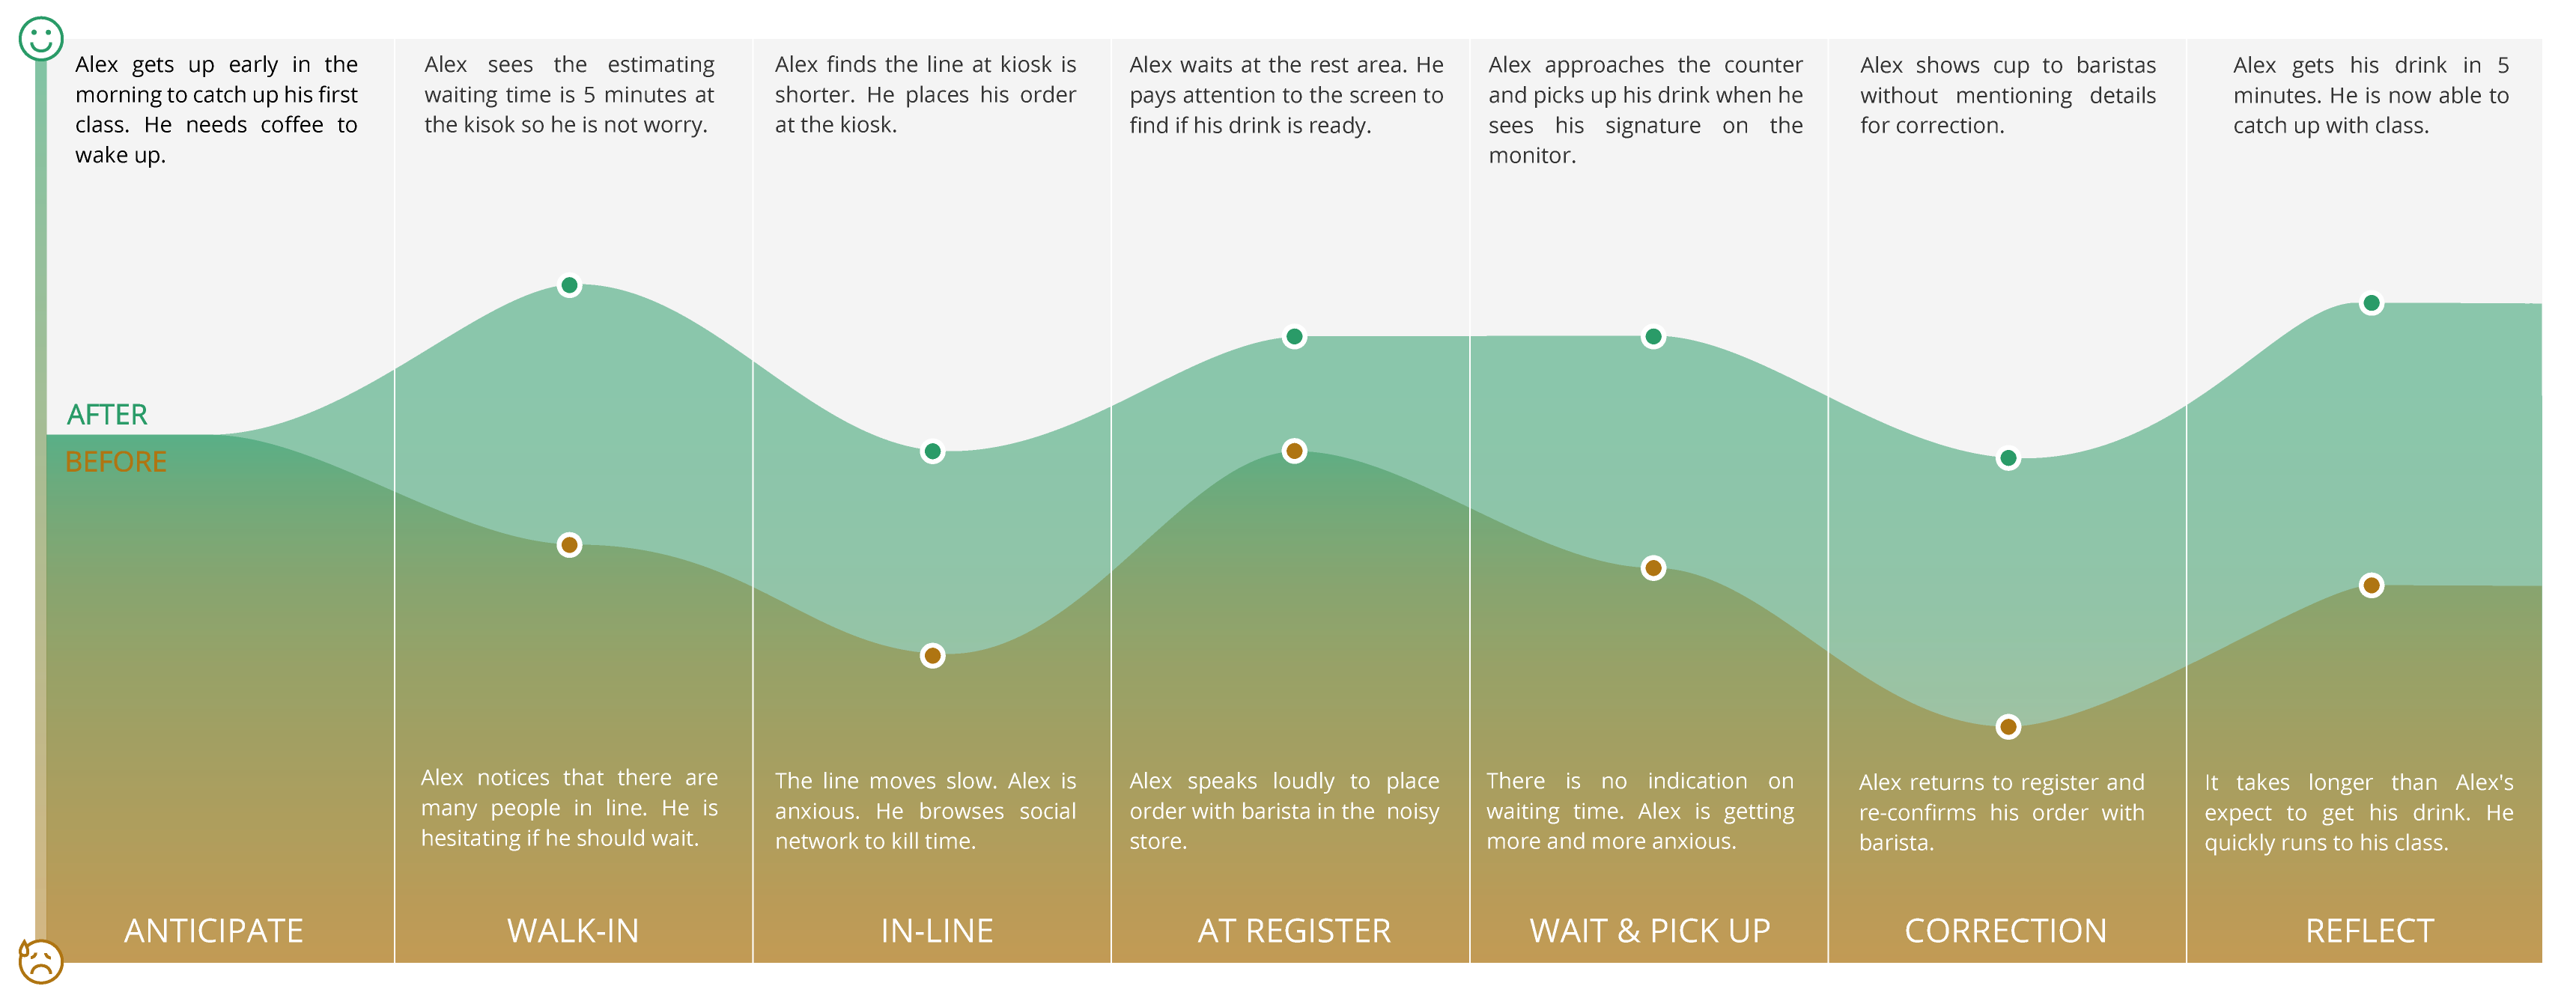 Alex gets up early in the
morning to catch up his first
class. He needs coffee to
wake up.
Alex sees the estimating
waiting time is 5 minutes at
the kisok so he is not worry.
Alex finds the line at kiosk is
shorter. He places his order
at the kiosk.
Alex waits at the rest area. He
pays attention to the screen to
find if his drink is ready.
Alex approaches the counter
and picks up his drink when he
sees his signature on the
monitor.
Alex shows cup to baristas
without mentioning details
for correction.
Alex gets his drink in 5
minutes. He is now able to
catch up with class.
AFTER
BEFORE
Alex notices that there are
many people in line. He is
hesitating if he should wait.
The line moves slow. Alex is
anxious. He browses social
network to kill time.
Alex speaks loudly to place
order with barista in the noisy
store.
There is no indication on
waiting time. Alex is getting
more and more anxious.
Alex returns to register and
re-confirms his order with
barista.
It takes longer than Alex's
expect to get his drink. He
quickly runs to his class.
ANTICIPATE
WALK-IN
IN-LINE
AT REGISTER
WAIT & PICK UP
CORRECTION
REFLECT